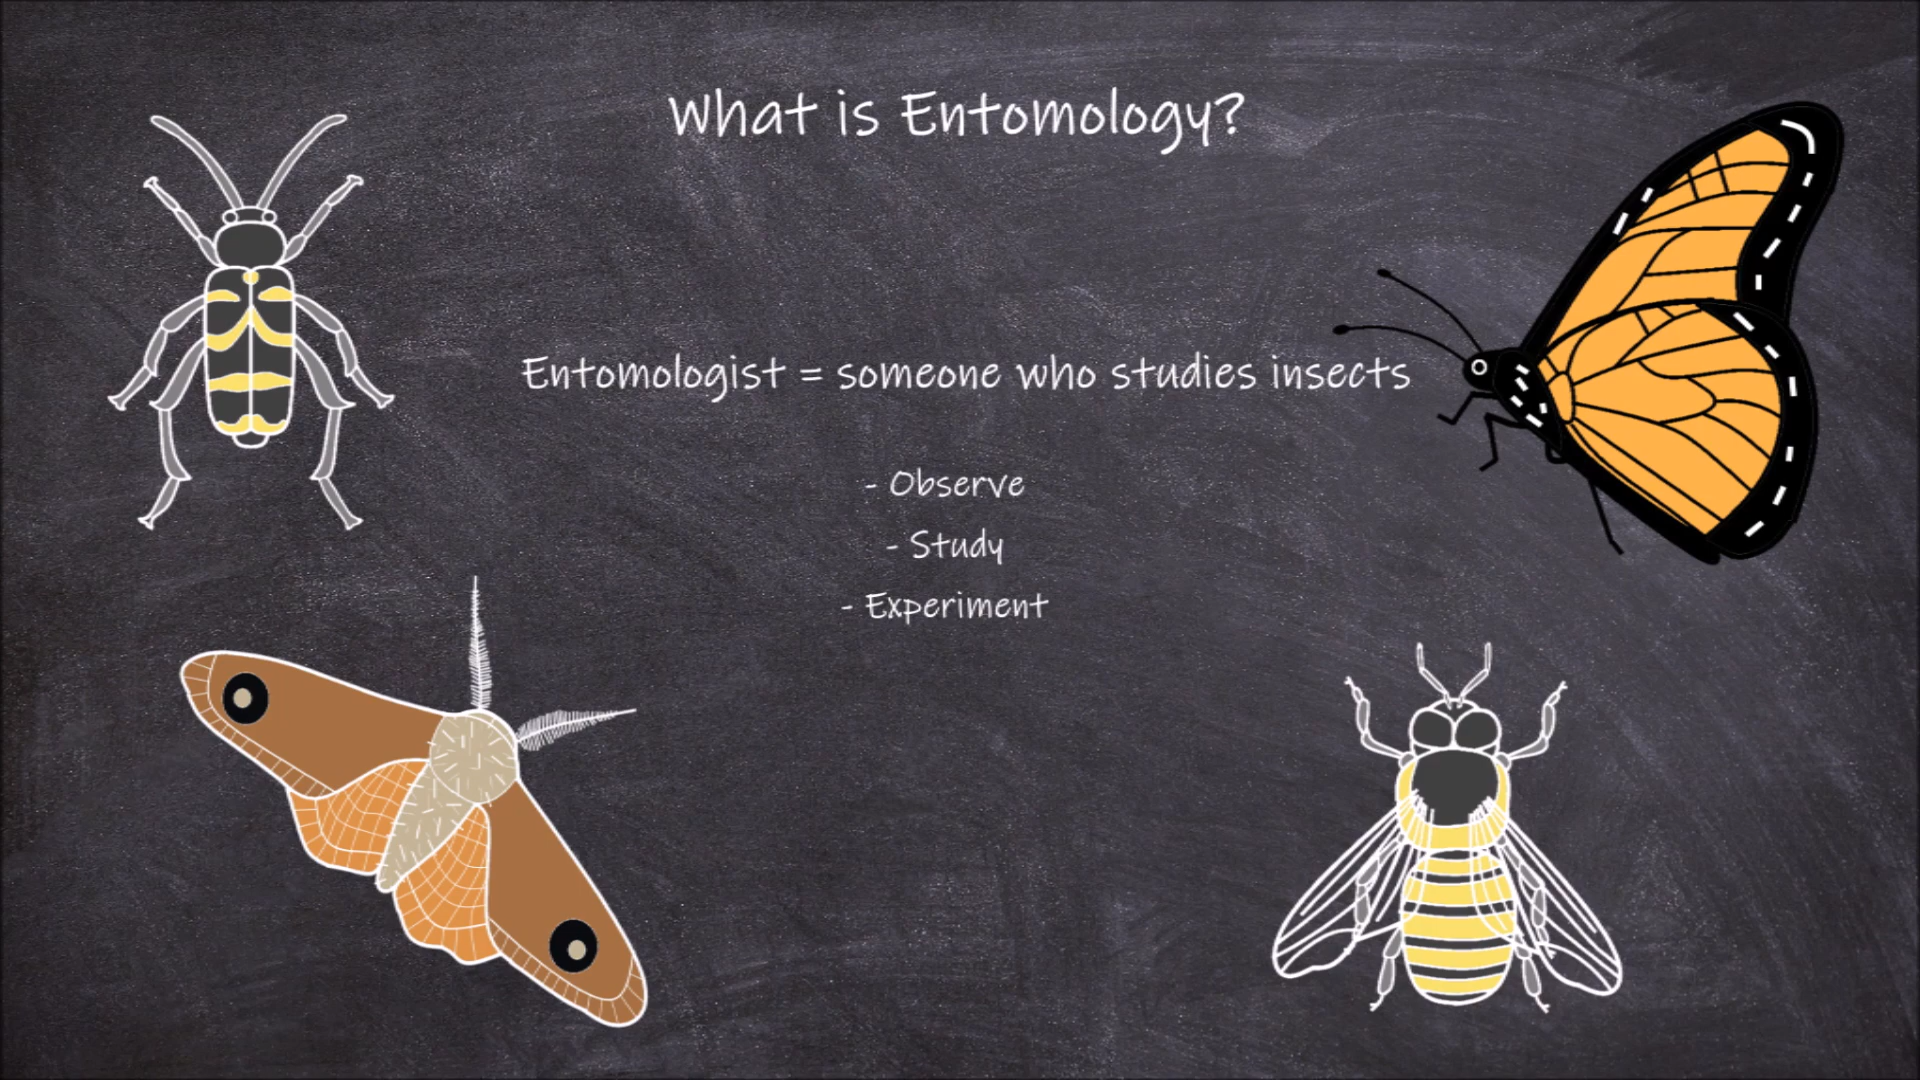 What is Entomology?
Entomologist = someone who studies insects
- Observe
- Study
- Experiment